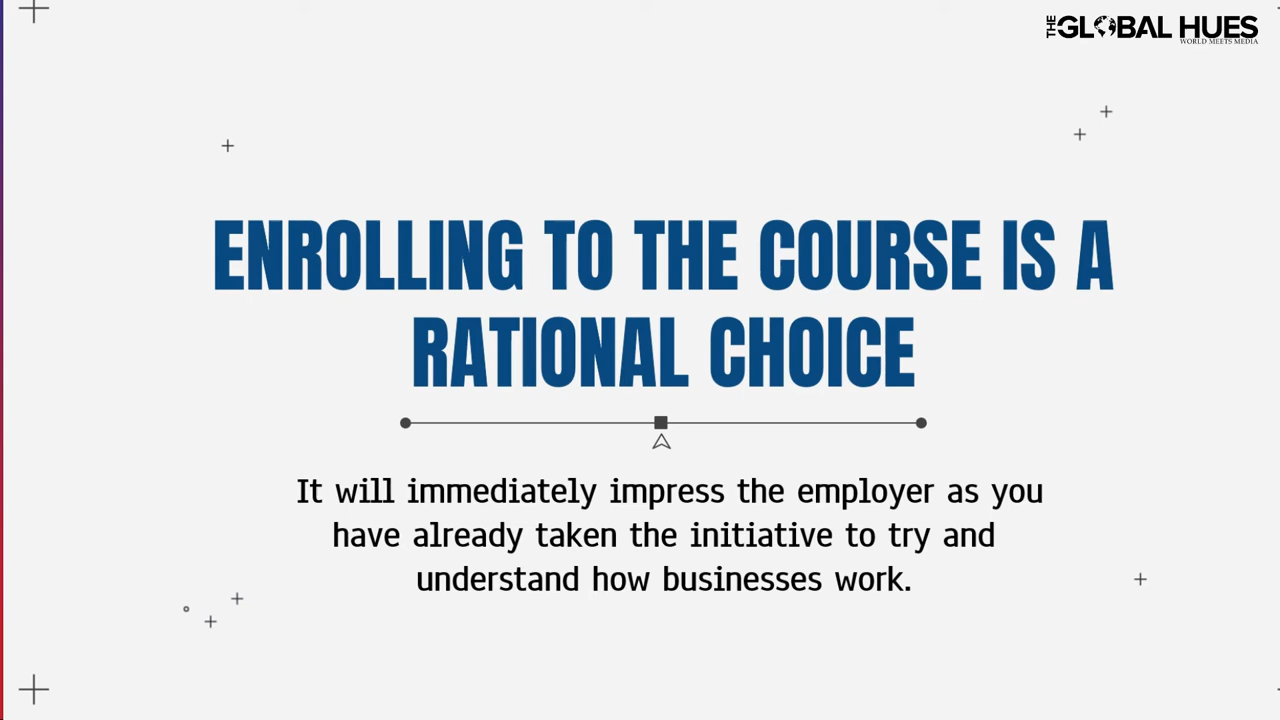 THE GLOBAL HUES
WORLD MEETS MEDIA
ENROLLING TO THE COURSE IS A
RATIONAL CHOICE
It will immediately impress the employer as you
have already taken the initiative to try and
understand how businesses work.